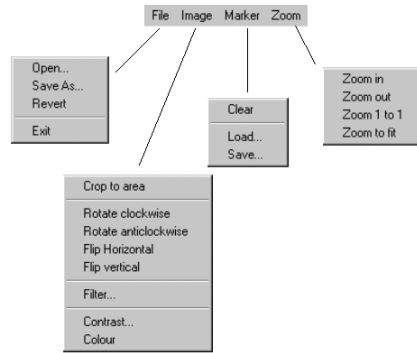 File Image Marker Zoom
Open...
Save As...
Revert
Exit
Crop to area
Rotate clockwise
Rotate anticlockwise
Flip Horizontal
Flip vertical
Filter...
Contrast...
Colour
Clear
Load...
Save...
Zoom in
Zoom out
Zoom 1 to 1
Zoom to fit